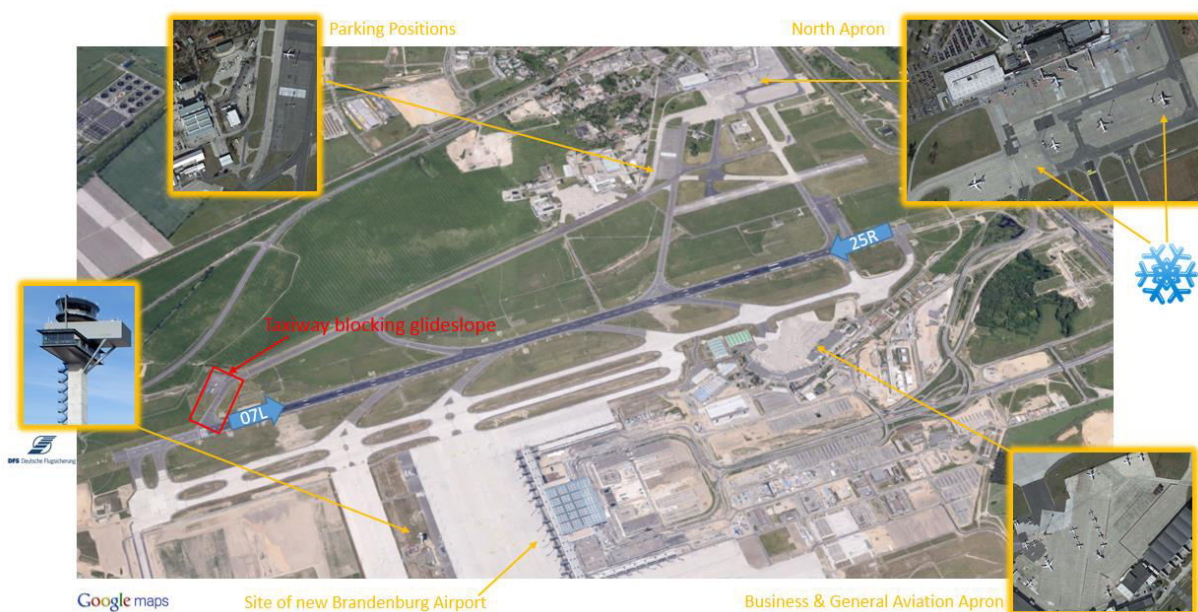 Parking Positions
North Apron
25R
Taxiway blocking glideslope
07L
DFS Deutsche Flugsicherung
Site of new Brandenburg Airport
Business & General Aviation Apron
Google maps